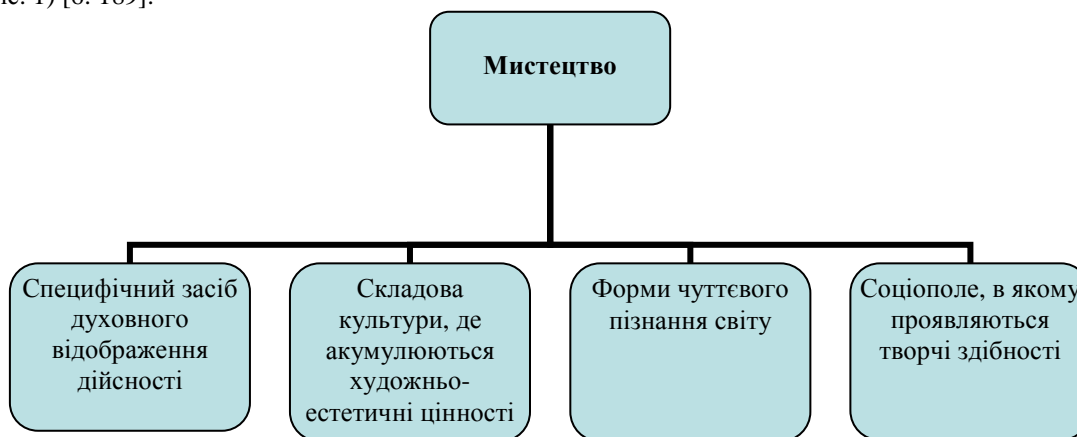 1) [6. 189].
Мистецтво
Специфічний засіб
духовного
відображення
дійсності
Складова
культури, де
акумулюються
художньо-
естетичні цінності
Форми чуттєвого
пізнання світу
Соціополе, в якому
проявляються
творчі здібності